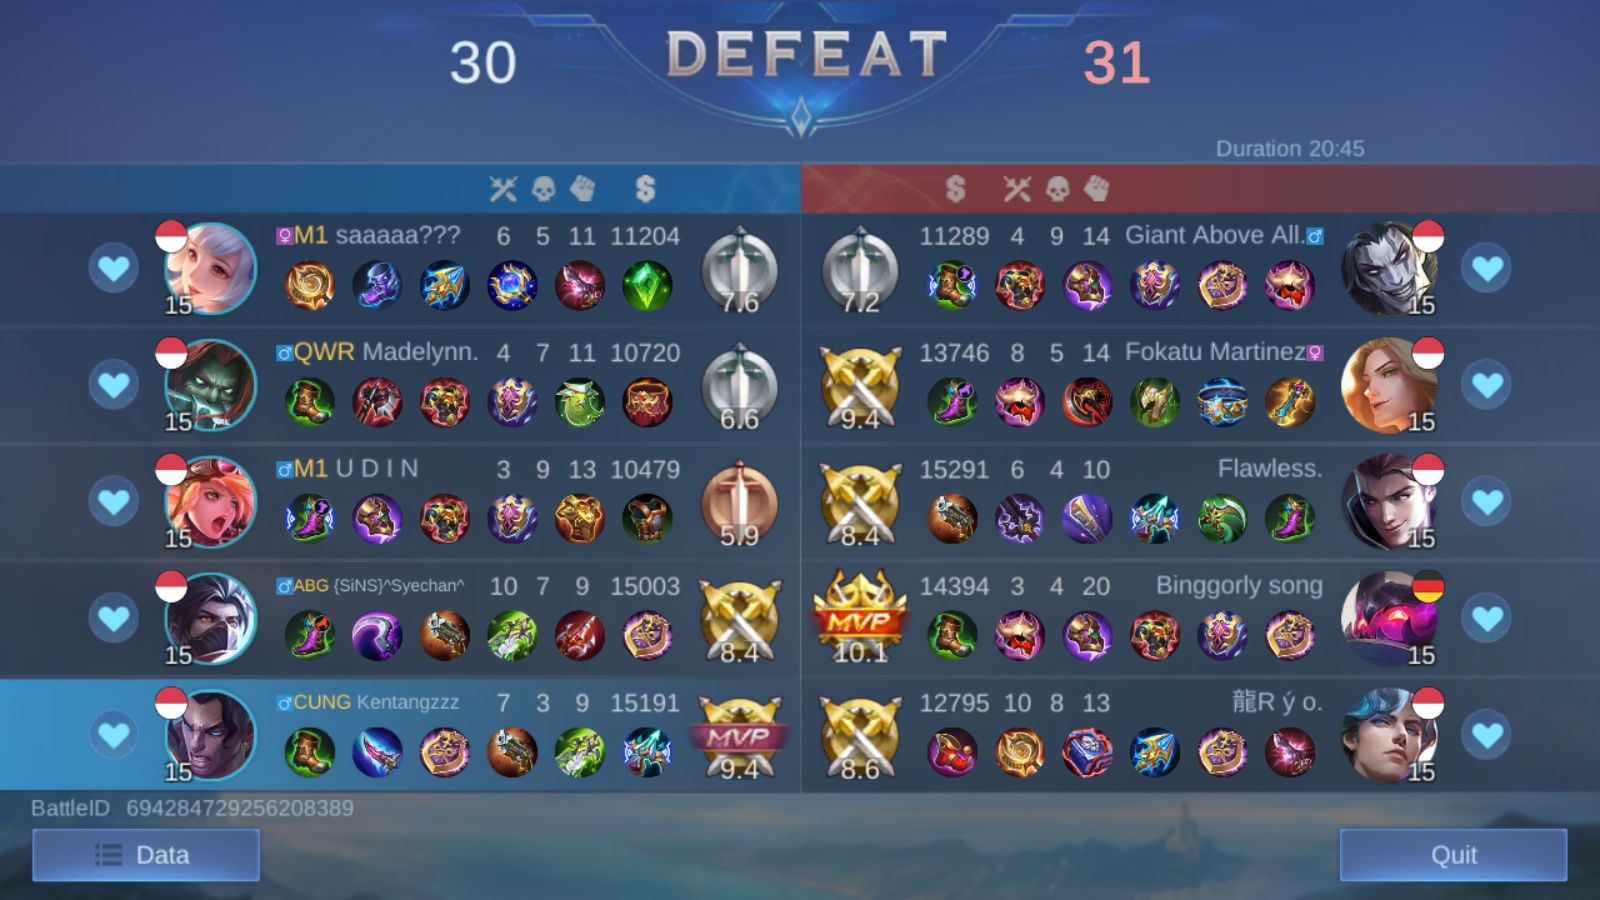 30 DEFEAT 31
Duration 20:45
M1 saaaaa??? 6 5 11 11204 7.6 15
7.2 11289 4 9 14 Giant Above All. 15
QWR Madelynn. 4 7 11 10720 6.6 15
9.4 13746 8 5 14 Fokatu Martinez 15
M1 U D I N 3 9 13 10479 5.9 15
8.4 15291 6 4 10 Flawless. 15
ABG {SiNS}^Syechan^ 10 7 9 15003 8.4 15
MVP 10.1 14394 3 4 20 Binggorly song 15
CUNG Kentangzzz 7 3 9 15191 MVP 9.4 15
8.6 12795 10 8 13 龍R ý o. 15
BattleID 694284729256208389
Data
Quit